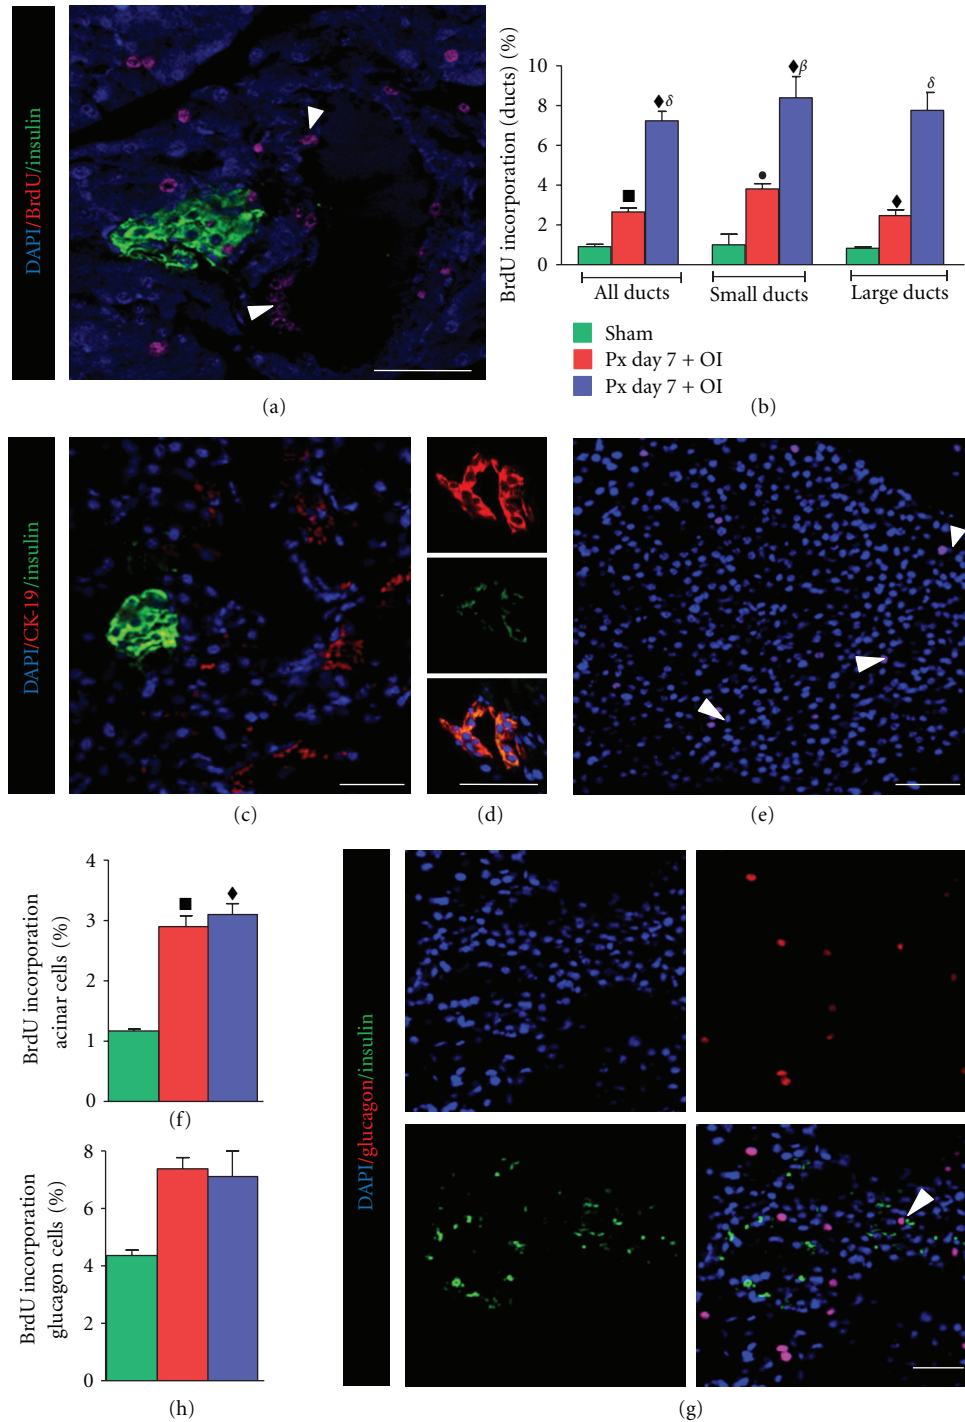 DAPI/BrdU/insulin
(a)
BrdU incorporation (ducts) (%)
10
8
6
4
2
0
◆δ
◆β
δ
■
●
◆
All ducts
Small ducts
Large ducts
Sham
Px day 7 + OI
Px day 7 + OI
(b)
DAPI/CK-19/insulin
(c)
(d)
(e)
BrdU incorporation
acinar cells (%)
4
3
2
1
0
■
◆
(f)
BrdU incorporation
glucagon cells (%)
8
6
4
2
0
(h)
DAPI/glucagon/insulin
(g)